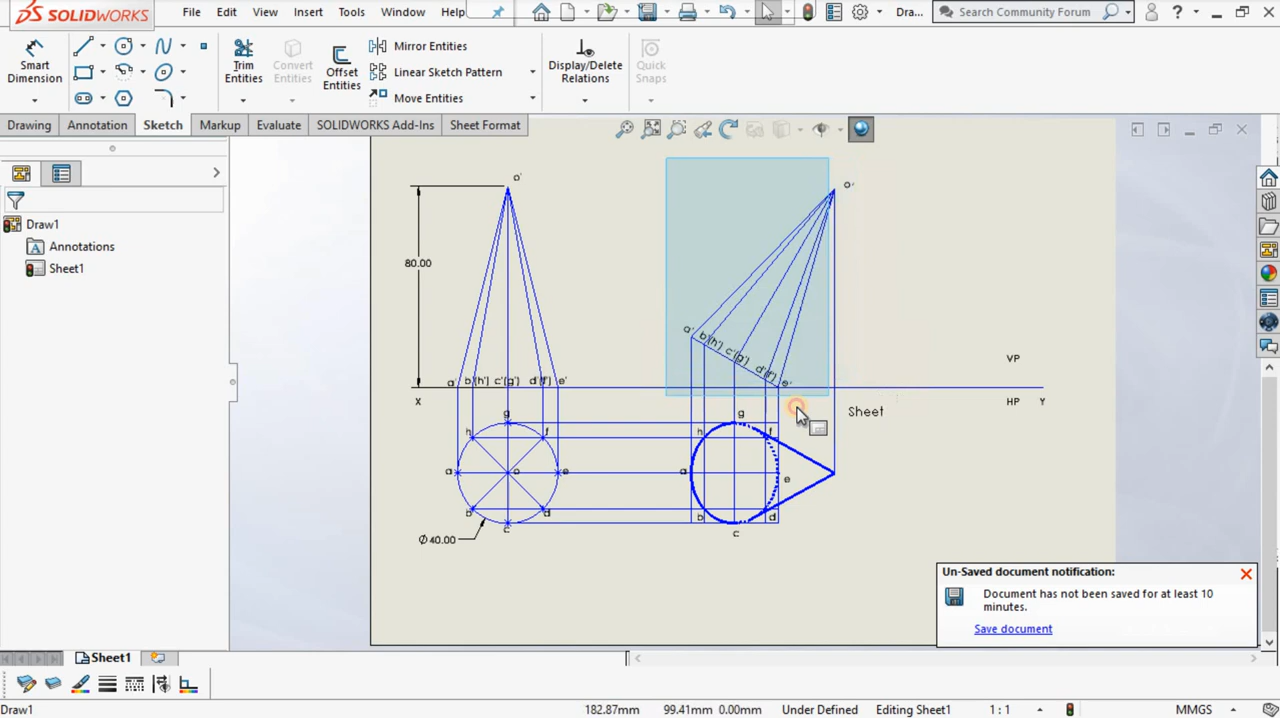 SOLIDWORKS
File Edit View Insert Tools Window Help
Dra...
Search Community Forum
Smart Dimension
Trim Entities
Convert Entities
Offset Entities
Mirror Entities
Linear Sketch Pattern
Move Entities
Display/Delete Relations
Quick Snaps
Drawing Annotation Sketch Markup Evaluate SOLIDWORKS Add-Ins Sheet Format
Draw1
Annotations
Sheet1
o'
o'
80.00
a' b'(h') c'(g') d'(f') e'
a' b'(h') c'(g') d'(f') e'
VP
X
HP Y
Sheet
g
h f
a o e
b d
c
g
h f
a e
b d
c
Ø40.00
Un-Saved document notification:
Document has not been saved for at least 10 minutes.
Save document
Sheet1
Draw1 182.87mm 99.41mm 0.00mm Under Defined Editing Sheet1 1 : 1 MMGS